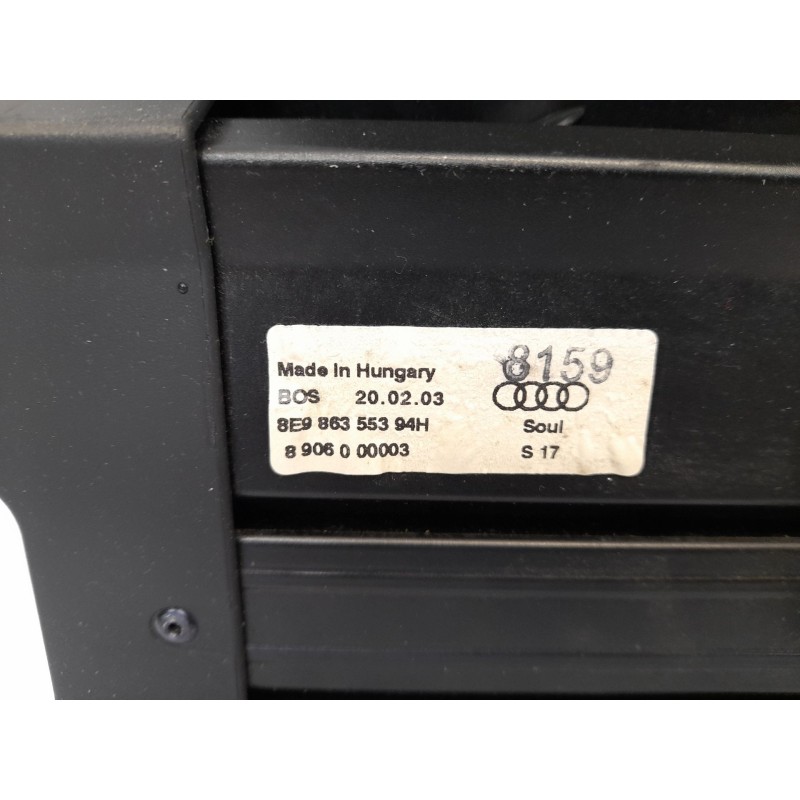 8159
Made in Hungary
BOS 20.02.03
8E9 863 553 94H Soul
8 906 0 00003 S 17